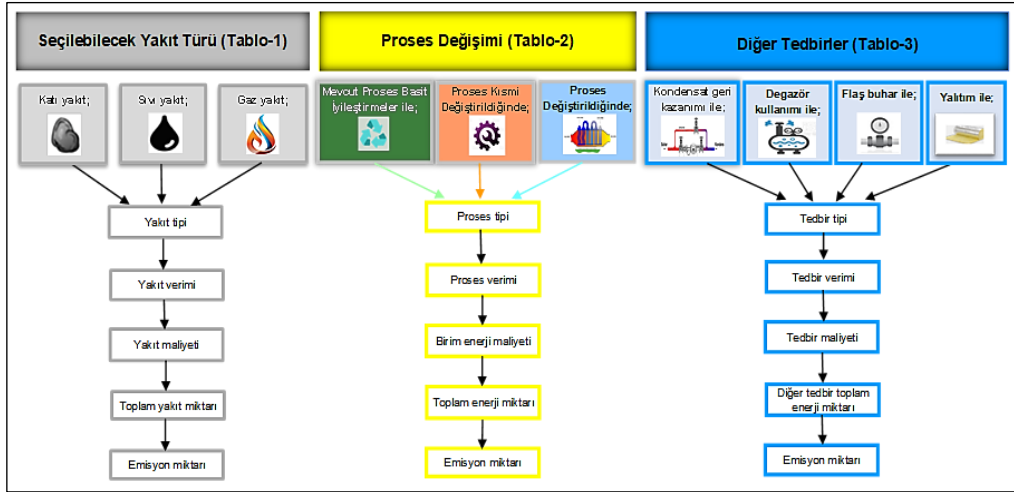 Seçilebilecek Yakıt Türü (Tablo-1)
Proses Değişimi (Tablo-2)
Diğer Tedbirler (Tablo-3)
Katı yakıt;
Sıvı yakıt;
Gaz yakıt;
Mevcut Proses Basit
İyileştirmeler ile;
Proses Kısmi
Değiştirildiğinde;
Proses
Değiştirildiğinde;
Kondensat geri
kazanımı ile;
Degazör
kullanımı ile;
Flaş buhar ile;
Yalıtım ile;
Yakıt tipi
Yakıt verimi
Yakıt maliyeti
Toplam yakıt miktarı
Emisyon miktarı
Proses tipi
Proses verimi
Birim enerji maliyeti
Toplam enerji miktarı
Emisyon miktarı
Tedbir tipi
Tedbir verimi
Tedbir maliyeti
Diğer tedbir toplam
enerji miktarı
Emisyon miktarı